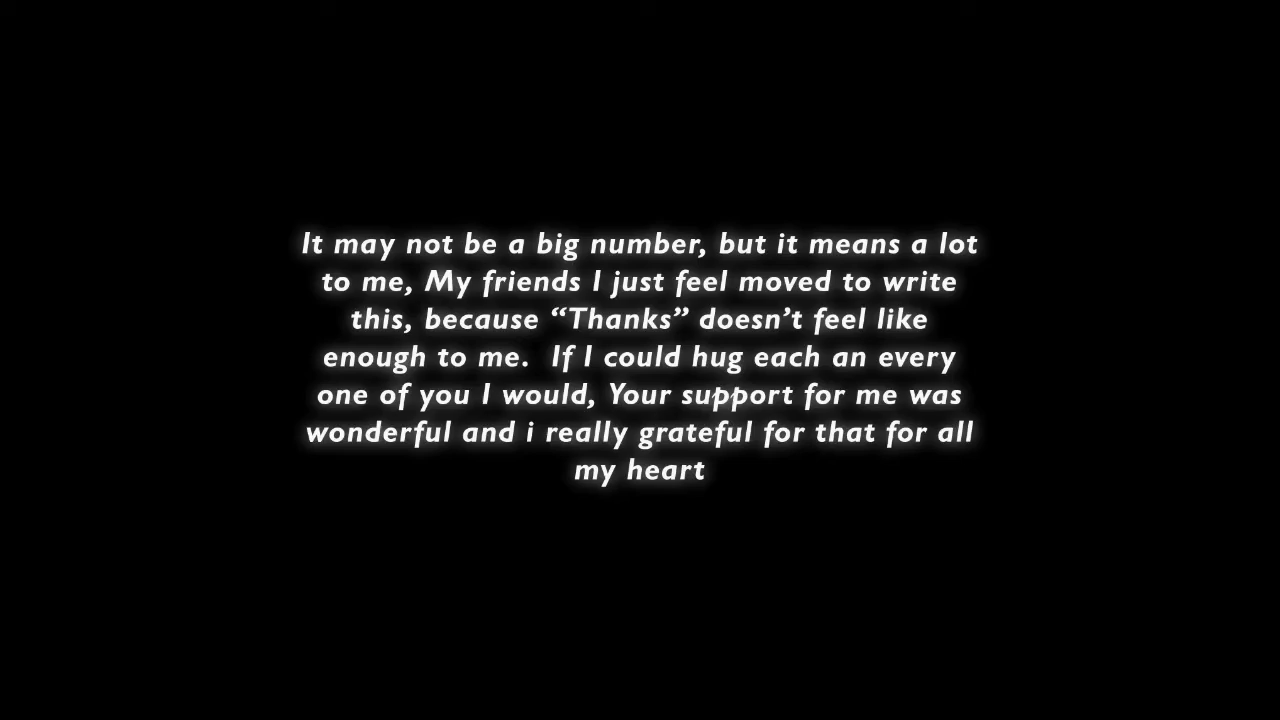 It may not be a big number, but it means a lot
to me, My friends I just feel moved to write
this, because “Thanks” doesn’t feel like
enough to me.  If I could hug each an every
one of you I would, Your support for me was
wonderful and i really grateful for that for all
my heart